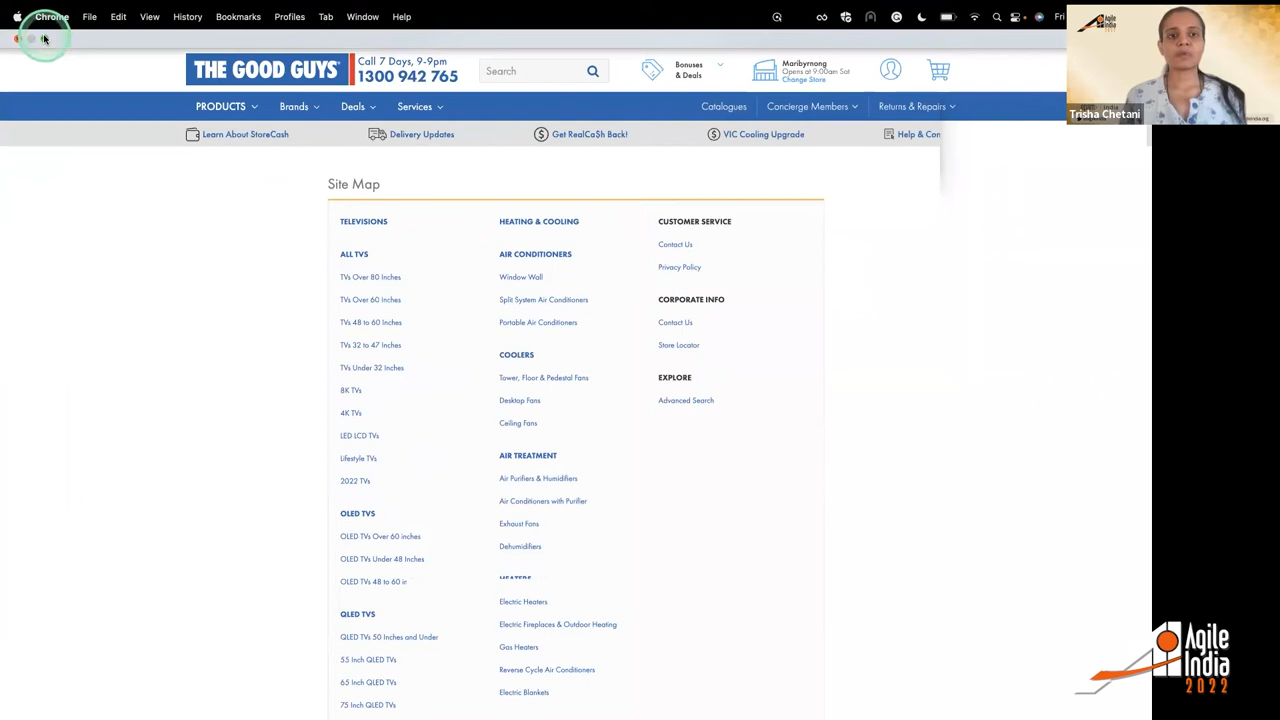 Chrome File Edit View History Bookmarks Profiles Tab Window Help
Fri
THE GOOD GUYS
Call 7 Days, 9-9pm
1300 942 765
Search
Bonuses
& Deals
Maribyrnong
Opens at 9:00am Sat
Change Store
PRODUCTS Brands Deals Services Catalogues Concierge Members Returns & Repairs
Learn About StoreCash Delivery Updates Get RealCa$h Back! VIC Cooling Upgrade Help & Con
Trisha Chetani
Site Map
TELEVISIONS
ALL TVS
TVs Over 80 Inches
TVs Over 60 Inches
TVs 48 to 60 Inches
TVs 32 to 47 Inches
TVs Under 32 Inches
8K TVs
4K TVs
LED LCD TVs
Lifestyle TVs
2022 TVs
OLED TVS
OLED TVs Over 60 inches
OLED TVs Under 48 Inches
OLED TVs 48 to 60 in
QLED TVS
QLED TVs 50 Inches and Under
55 Inch QLED TVs
65 Inch QLED TVs
75 Inch QLED TVs
HEATING & COOLING
AIR CONDITIONERS
Window Wall
Split System Air Conditioners
Portable Air Conditioners
COOLERS
Tower, Floor & Pedestal Fans
Desktop Fans
Ceiling Fans
AIR TREATMENT
Air Purifiers & Humidifiers
Air Conditioners with Purifier
Exhaust Fans
Dehumidifiers
HEATERS
Electric Heaters
Electric Fireplaces & Outdoor Heating
Gas Heaters
Reverse Cycle Air Conditioners
Electric Blankets
CUSTOMER SERVICE
Contact Us
Privacy Policy
CORPORATE INFO
Contact Us
Store Locator
EXPLORE
Advanced Search
Agile
India
2022